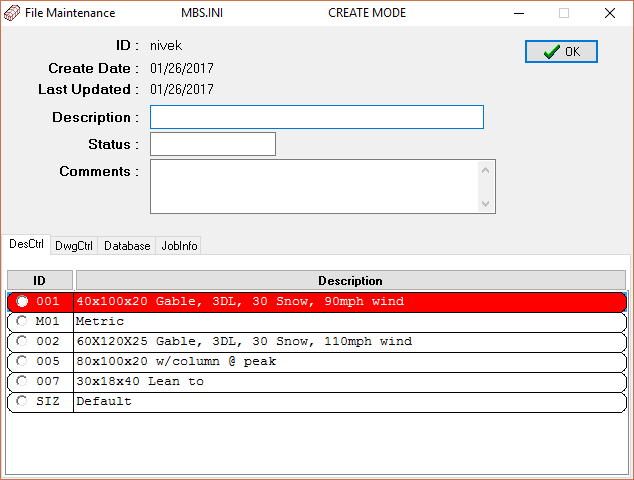 File Maintenance MBS.INI CREATE MODE
ID : nivek
OK
Create Date : 01/26/2017
Last Updated : 01/26/2017
Description :
Status :
Comments :
DesCtrl DwgCtrl Database JobInfo
ID Description
001 40x100x20 Gable, 3DL, 30 Snow, 90mph wind
M01 Metric
002 60X120X25 Gable, 3DL, 30 Snow, 110mph wind
005 80x100x20 w/column @ peak
007 30x18x40 Lean to
SIZ Default